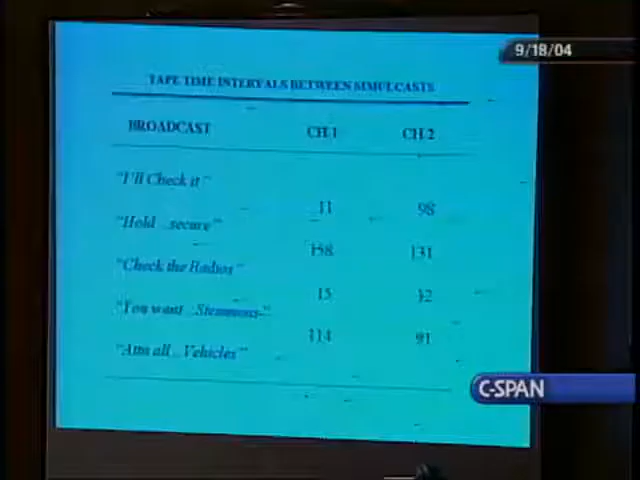 9/18/04
TAPE TIME INTERVALS BETWEEN SIMULCASTS
BROADCAST CH-1 CH-2
"I'll Check it"
11 98
"Hold...secure"
158 131
"Check the Radios"
15 12
"You want...Stemmons"
114 91
all...Vehicles"
C-SPAN